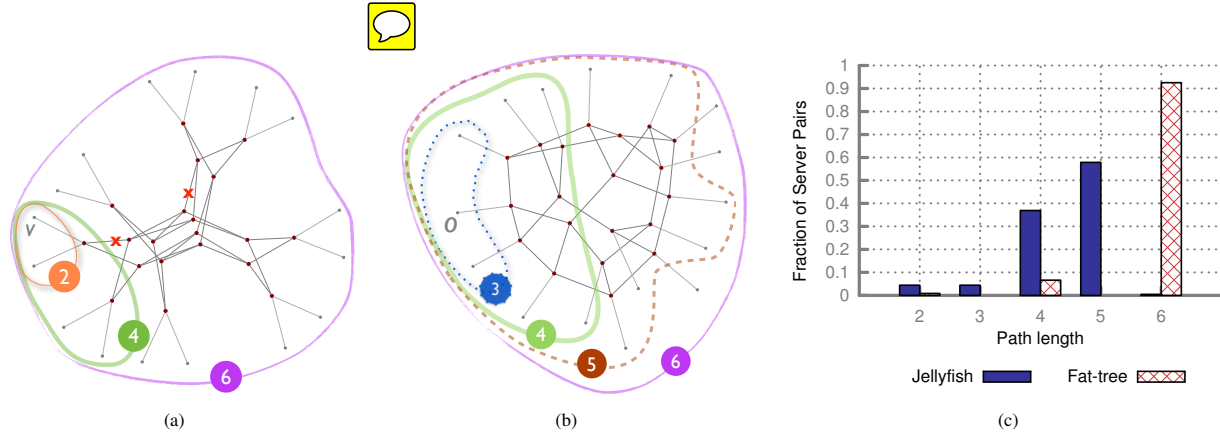 v
x
x
2
4
6
(a)
o
3
4
5
6
(b)
Fraction of Server Pairs
1
0.9
0.8
0.7
0.6
0.5
0.4
0.3
0.2
0.1
0
2 3 4 5 6
Path length
Jellyfish Fat-tree
(c)